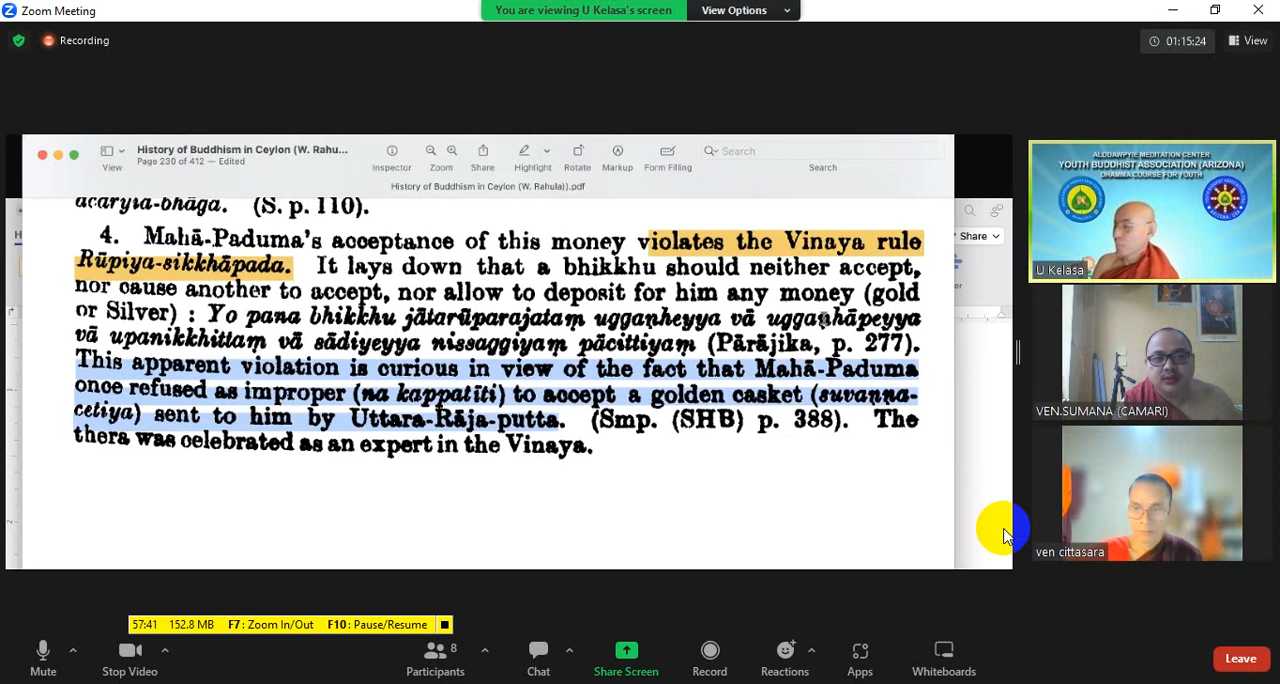 Zoom Meeting
You are viewing U Kelasa's screen
View Options
Recording
01:15:24
View
History of Buddhism in Ceylon (W. Rahu...
Page 230 of 412 — Edited
View
Inspector
Zoom
Share
Highlight
Rotate
Markup
Form Filling
Search
Search
History of Buddhism in Ceylon (W. Rahula)).pdf
Share
acaryia-bhāga. (S. p. 110).
4. Mahā-Paduma's acceptance of this money violates the Vinaya rule
Rūpiya-sikkhāpada. It lays down that a bhikkhu should neither accept,
nor cause another to accept, nor allow to deposit for him any money (gold
or Silver) : Yo pana bhikkhu jātarūparajataṃ uggaṇheyya vā uggaṇhāpeyya
vā upanikkhittaṃ vā sādiyeyya nissaggiyaṃ pācittiyaṃ (Pārājika, p. 277).
This apparent violation is curious in view of the fact that Mahā-Paduma
once refused as improper (na kappatīti) to accept a golden casket (suvaṇṇa-
cetiya) sent to him by Uttara-Rāja-putta. (Smp. (SHB) p. 388). The
thera was celebrated as an expert in the Vinaya.
ALODAWPYIE MEDITATION CENTER
YOUTH BUDDHIST ASSOCIATION (ARIZONA)
DHAMMA COURSE FOR YOUTH
U Kelasa
VEN.SUMANA (CAMARI)
ven cittasara
57:41 152.8 MB F7: Zoom In/Out F10: Pause/Resume
Mute
Stop Video
8
Participants
Chat
Share Screen
Record
Reactions
Apps
Whiteboards
Leave